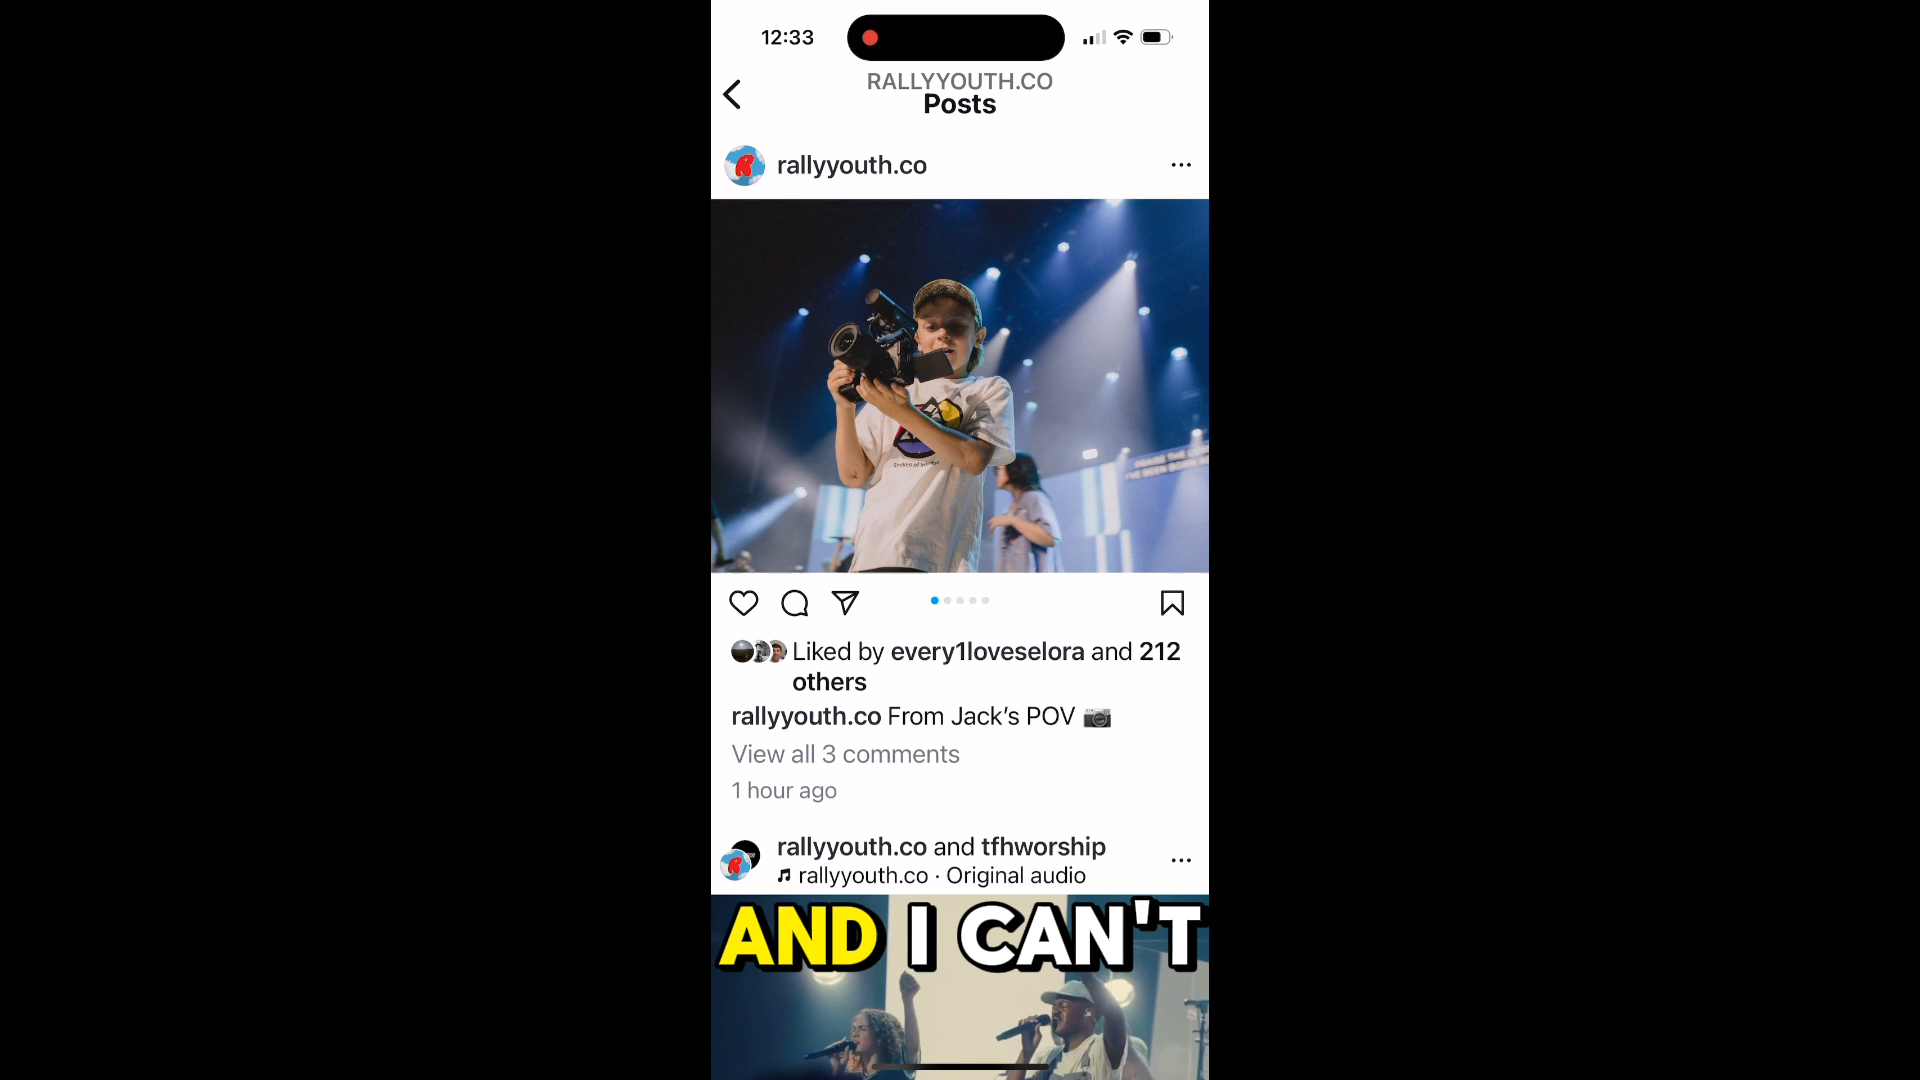 12:33
RALLYYOUTH.CO
Posts
rallyyouth.co
Liked by every1loveselora and 212
others
rallyyouth.co From Jack's POV 📷
View all 3 comments
1 hour ago
rallyyouth.co and tfhworship
rallyyouth.co · Original audio
AND I CAN'T